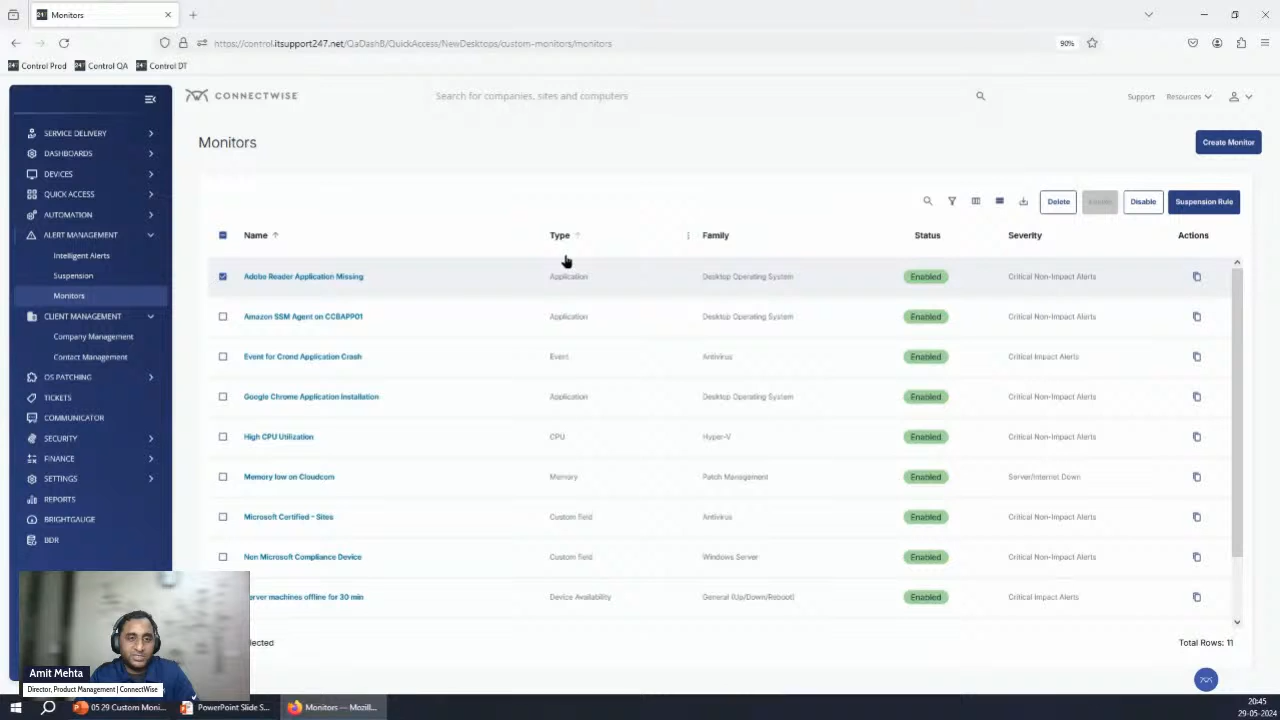 Monitors
https://control.itsupport247.net/QaDashB/QuickAccess/NewDesktops/custom-monitors/monitors
90%
Control Prod
Control QA
Control DT
CONNECTWISE
Search for companies, sites and computers
Support
Resources
SERVICE DELIVERY
DASHBOARDS
DEVICES
QUICK ACCESS
AUTOMATION
ALERT MANAGEMENT
Intelligent Alerts
Suspension
Monitors
CLIENT MANAGEMENT
Company Management
Contact Management
OS PATCHING
TICKETS
COMMUNICATOR
SECURITY
FINANCE
SETTINGS
REPORTS
BRIGHTGAUGE
BDR
Monitors
Create Monitor
Delete
Disable
Suspension Rule
Name Type Family Status Severity Actions
Adobe Reader Application Missing Application Desktop Operating System Enabled Critical Non-Impact Alerts
Amazon SSM Agent on CCBAPP01 Application Desktop Operating System Enabled Critical Non-Impact Alerts
Event for Crond Application Crash Event Antivirus Enabled Critical Impact Alerts
Google Chrome Application Installation Application Desktop Operating System Enabled Critical Non-Impact Alerts
High CPU Utilization CPU Hyper-V Enabled Critical Non-Impact Alerts
Memory low on Cloudcom Memory Patch Management Enabled Server/Internet Down
Microsoft Certified - Sites Custom field Antivirus Enabled Critical Non-Impact Alerts
Non Microsoft Compliance Device Custom field Windows Server Enabled Critical Non-Impact Alerts
erver machines offline for 30 min Device Availability General (Up/Down/Reboot) Enabled Critical Impact Alerts
lected
Total Rows: 11
Amit Mehta
Director, Product Management | ConnectWise
05 29 Custom Moni...
PowerPoint Slide S...
Monitors — Mozill...
20:45
29-05-2024